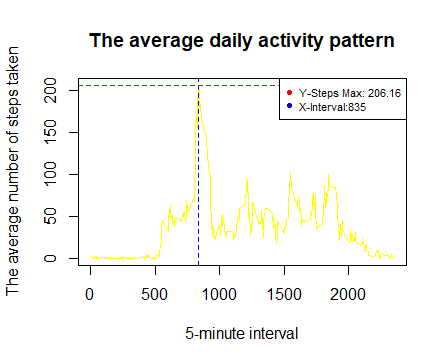 The average daily activity pattern
The average number of steps taken
200
150
100
50
0
Y-Steps Max: 206.16
X-Interval:835
0 500 1000 1500 2000
5-minute interval